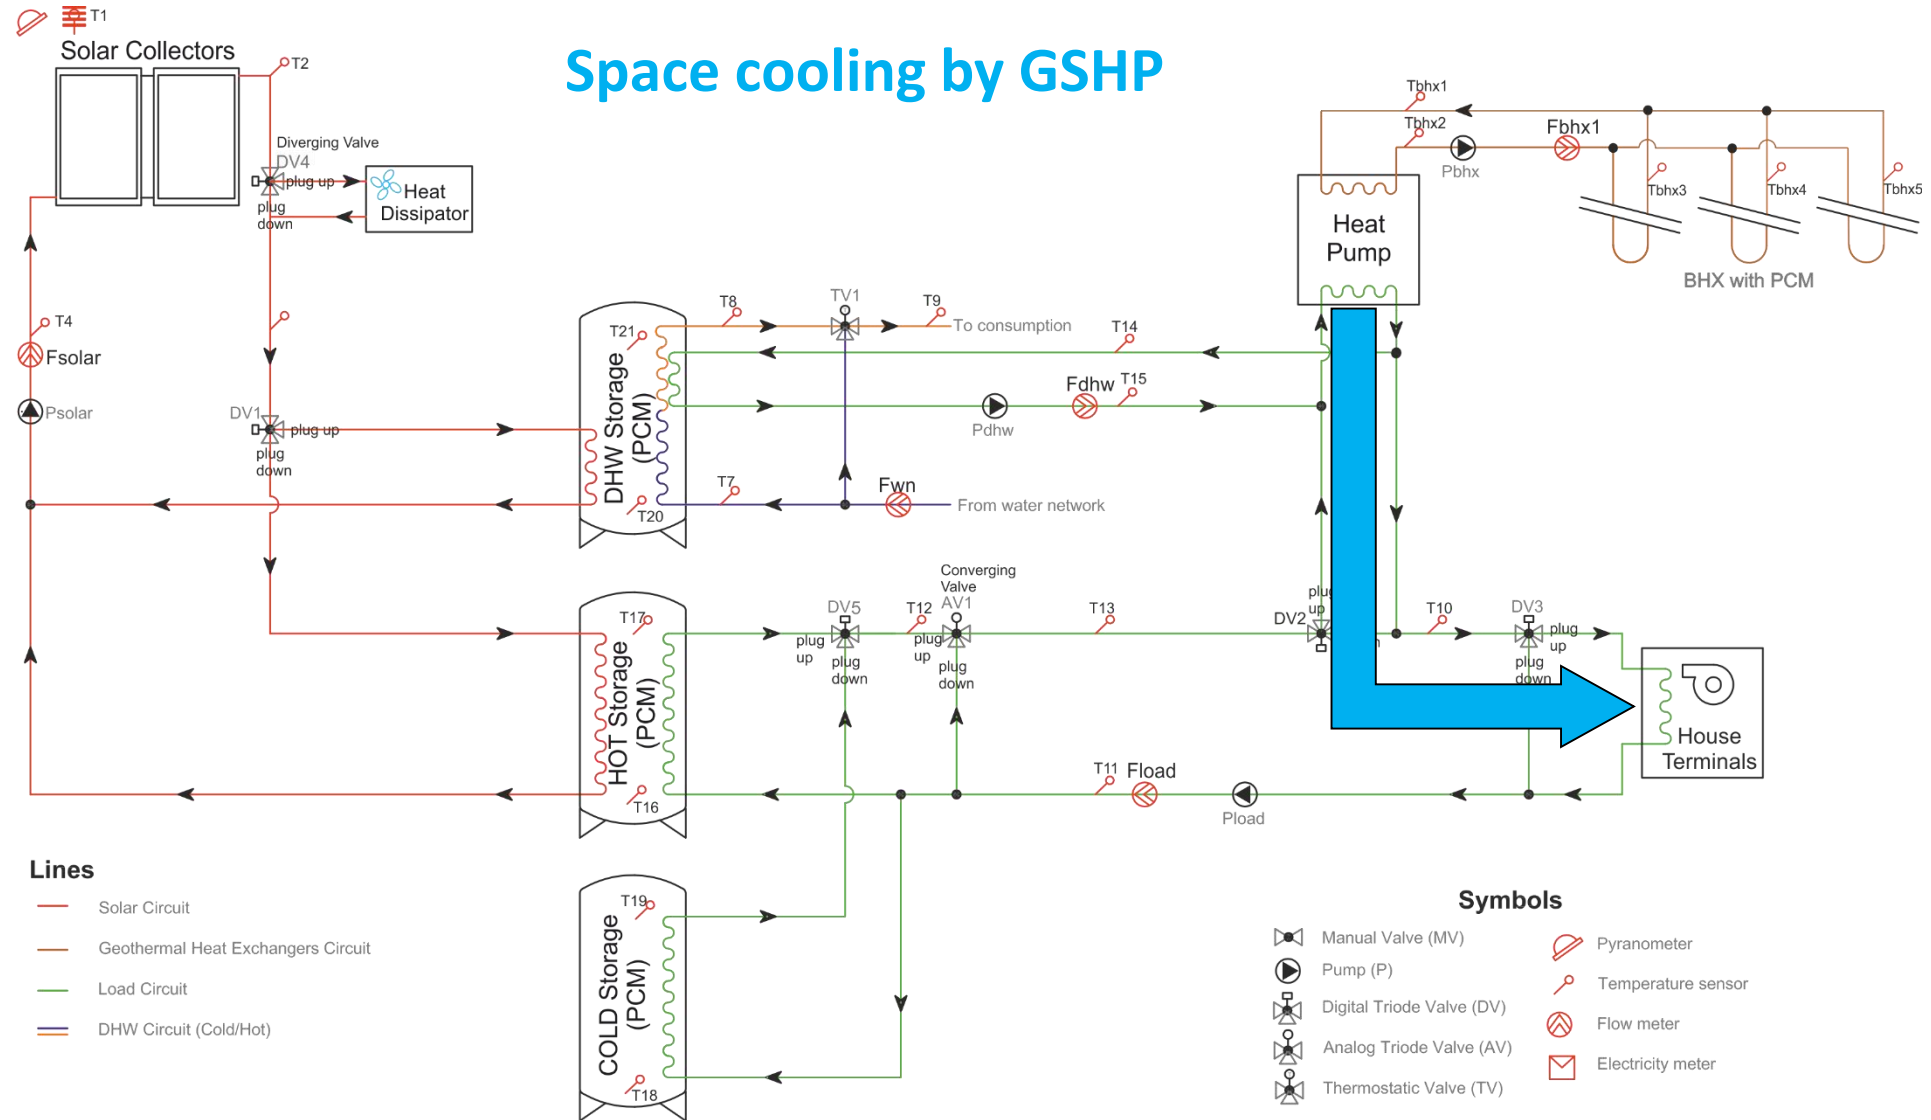 Space cooling by GSHP
T1
Solar Collectors
T2
Diverging Valve
DV4
plug up
plug
down
Heat
Dissipator
T4
Fsolar
Psolar
DV1
plug up
plug
down
T21
DHW Storage
(PCM)
T20
T8
TV1
T9
To consumption
T14
Fdhw
T15
Pdhw
T7
Fwn
From water network
Tbhx1
Tbhx2
Pbhx
Fbhx1
Tbhx3
Tbhx4
Tbhx5
BHX with PCM
Heat
Pump
T17
HOT Storage
(PCM)
T16
DV5
plug
up
plug
down
T12
Converging
Valve
AV1
plug
up
plug
down
T13
DV2
up
T10
DV3
plug
up
plug
down
House
Terminals
T11
Fload
Pload
T19
COLD Storage
(PCM)
T18
Lines
Solar Circuit
Geothermal Heat Exchangers Circuit
Load Circuit
DHW Circuit (Cold/Hot)
Symbols
Manual Valve (MV)
Pump (P)
Digital Triode Valve (DV)
Analog Triode Valve (AV)
Thermostatic Valve (TV)
Pyranometer
Temperature sensor
Flow meter
Electricity meter